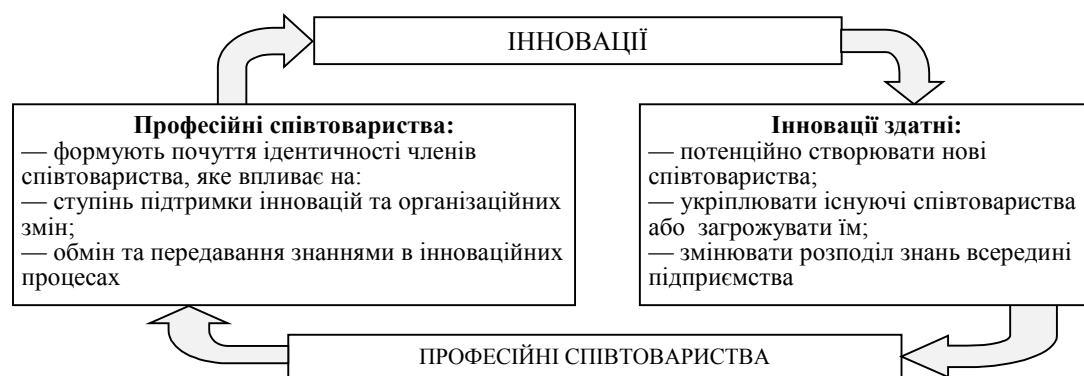 ІННОВАЦІЇ
Професійні співтовариства:
— формують почуття ідентичності членів
співтовариства, яке впливає на:
— ступінь підтримки інновацій та організаційних
змін;
— обмін та передавання знаннями в інноваційних
процесах
Інновації здатні:
— потенційно створювати нові
співтовариства;
— укріплювати існуючі співтовариства
або загрожувати їм;
— змінювати розподіл знань всередині
підприємства
ПРОФЕСІЙНІ СПІВТОВАРИСТВА